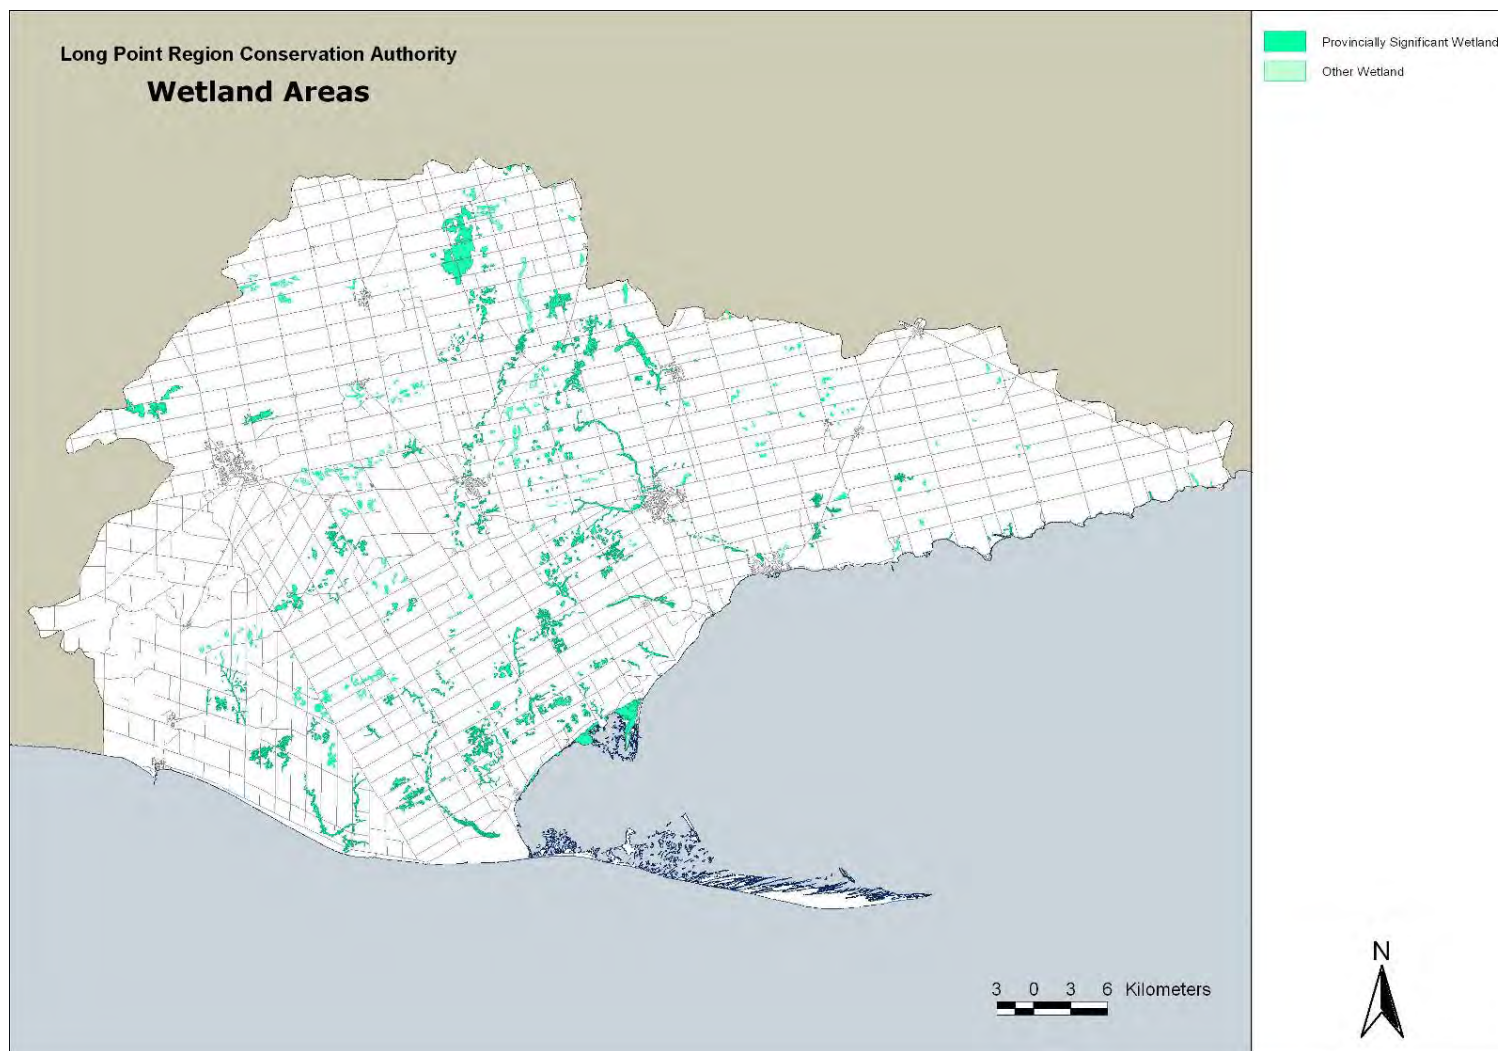 Long Point Region Conservation Authority
Wetland Areas
Provincially Significant Wetland
Other Wetland
N
3 0 3 6 Kilometers